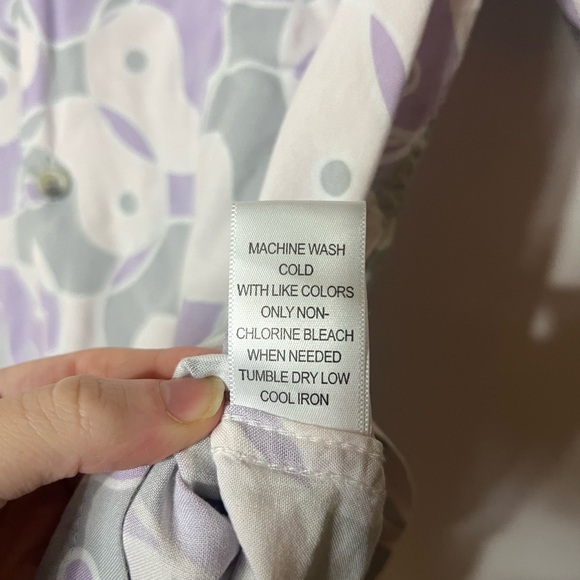 MACHINE WASH
COLD
WITH LIKE COLORS
ONLY NON-
CHLORINE BLEACH
WHEN NEEDED
TUMBLE DRY LOW
COOL IRON